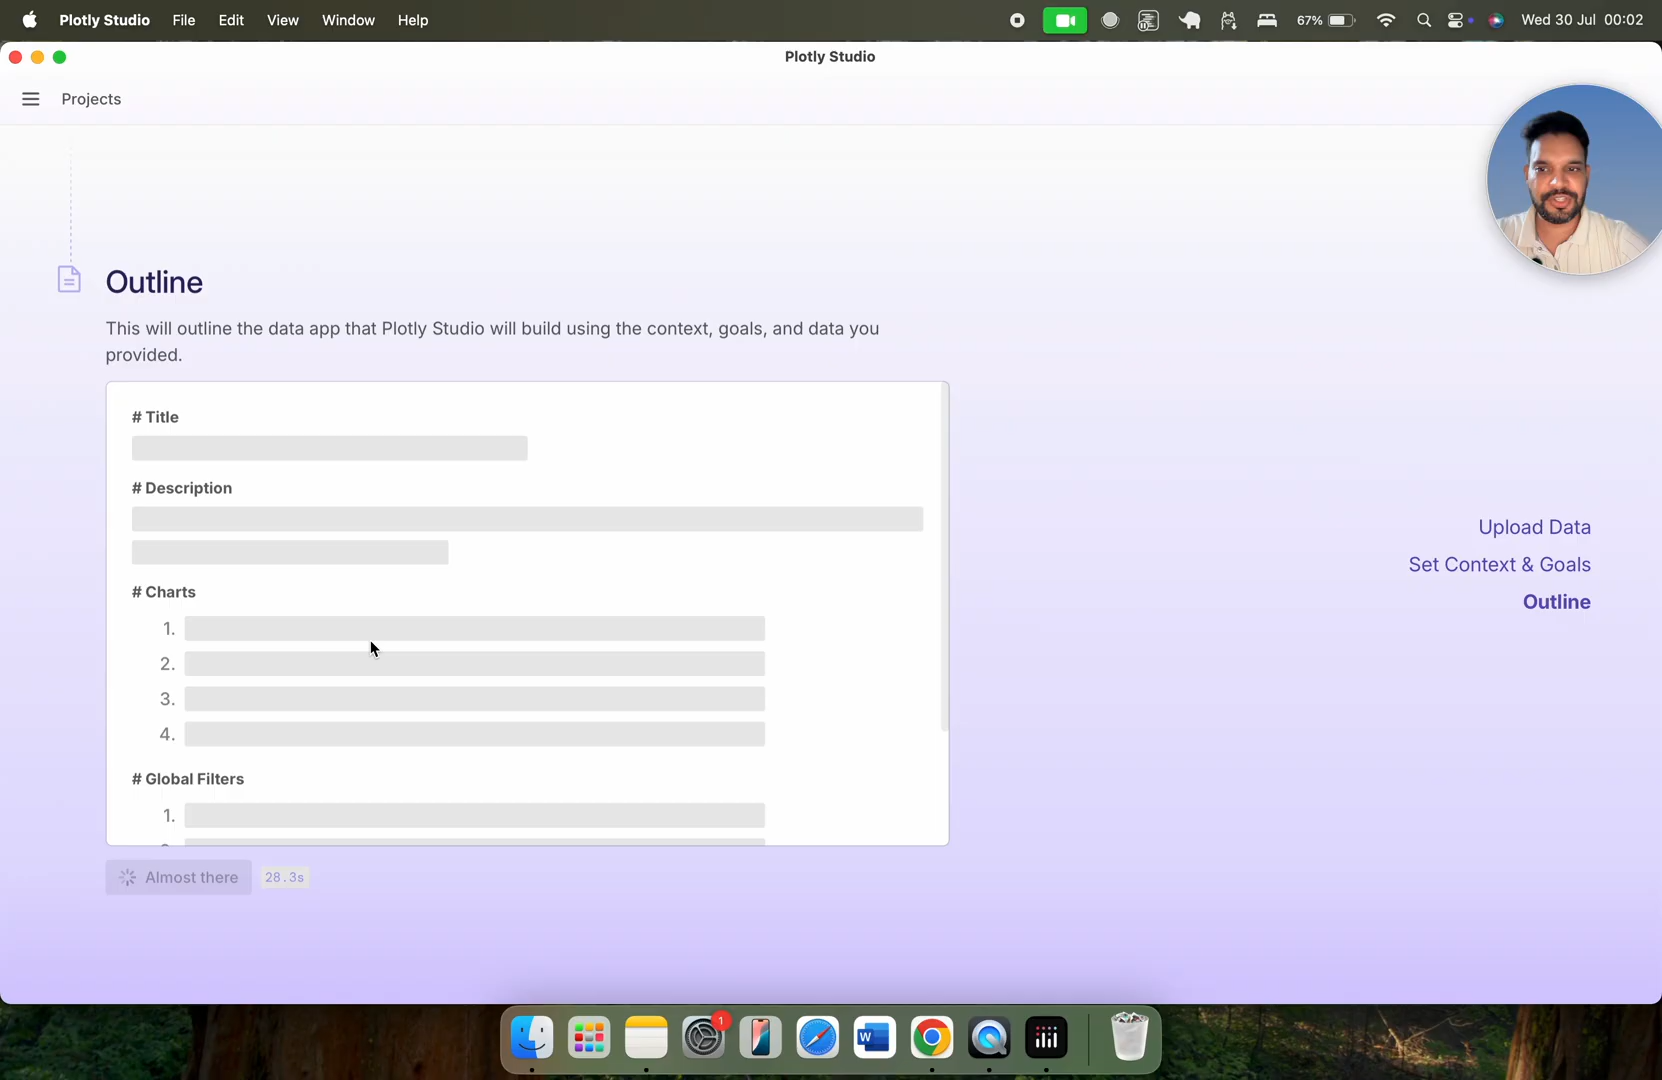 Plotly Studio File Edit View Window Help 67% Wed 30 Jul 00:02
Plotly Studio
Projects
Outline
This will outline the data app that Plotly Studio will build using the context, goals, and data you
provided.
# Title
# Description
# Charts
1.
2.
3.
4.
# Global Filters
1.
Almost there 28.3s
Upload Data
Set Context & Goals
Outline
1
W